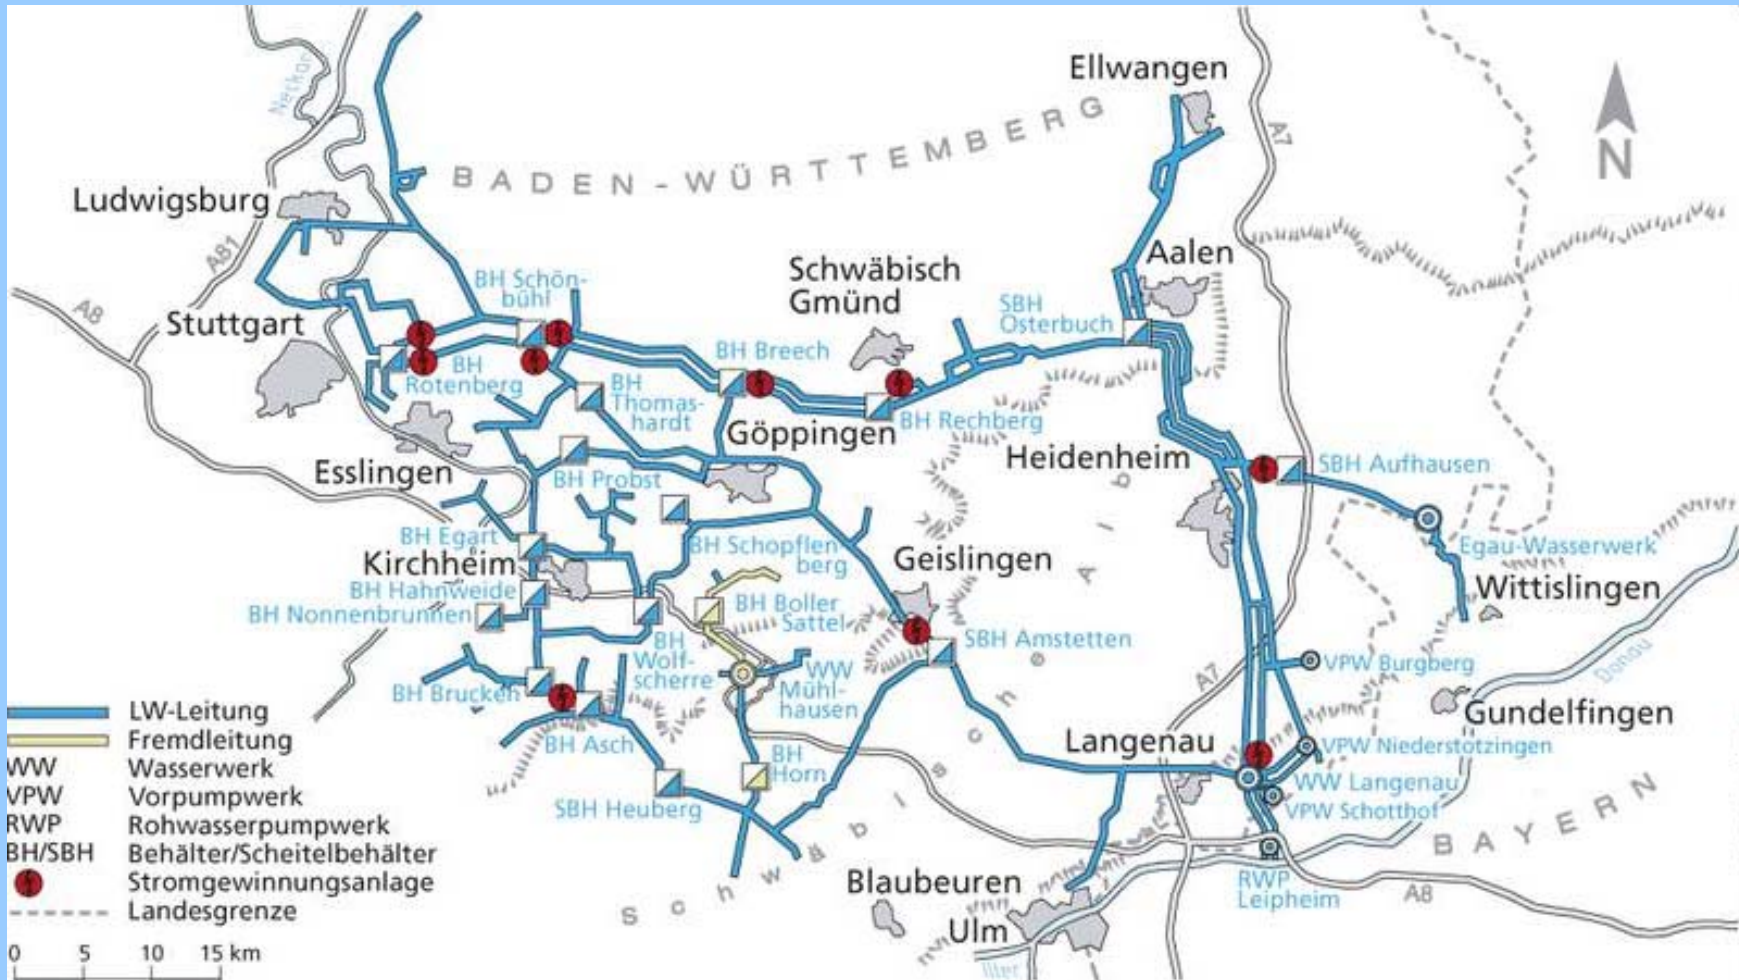 Ellwangen
Neckar
A7
BADEN-WÜRTTEMBERG
N
Ludwigsburg
A81
Aalen
BH Schön-
bühl
Schwäbisch
Gmünd
SBH
Osterbuch
A8
Stuttgart
BH Breech
BH
Rotenberg
BH
Thomas-
hardt
BH Rechberg
Göppingen
Esslingen
Heidenheim
SBH Aufhausen
BH Probst
BH Egart
BH Schopflen
berg
Geislingen
Egau-Wasserwerk
Kirchheim
BH Hahnweide
BH Nonnenbrunnen
Wittislingen
BH Boller
Sattel
BH
Wolf-
scherre
SBH Amstetten
VPW Burgberg
Donau
WW
Mühl-
hausen
A7
BH Brucken
Gundelfingen
LW-Leitung
Fremdleitung
WW Wasserwerk
VPW Vorpumpwerk
RWP Rohwasserpumpwerk
BH/SBH Behälter/Scheitelbehälter
Stromgewinnungsanlage
Landesgrenze
0 5 10 15 km
BH Asch
BH
Horn
SBH Heuberg
Langenau
VPW Niederstotzingen
WW Langenau
VPW Schotthof
BAYERN
Schwäbische Alb
Blaubeuren
Ulm
RWP
Leipheim
A8
Iller